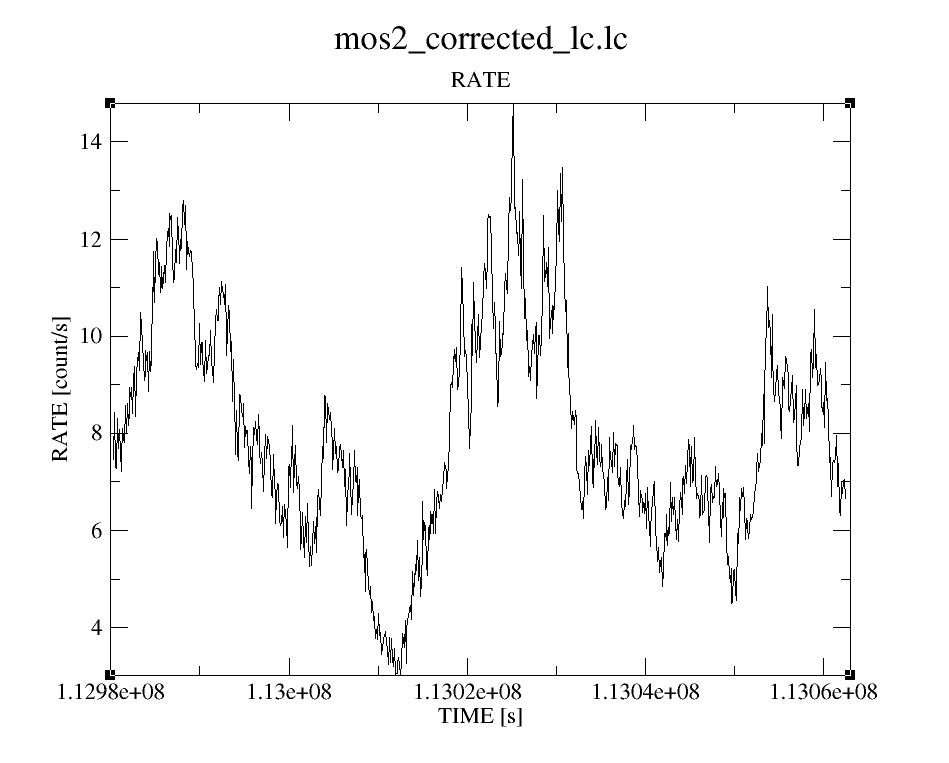 mos2_corrected_lc.lc
RATE
14
12
10
8
6
4
RATE [count/s]
1.1298e+08 1.13e+08 1.1302e+08 1.1304e+08 1.1306e+08
TIME [s]